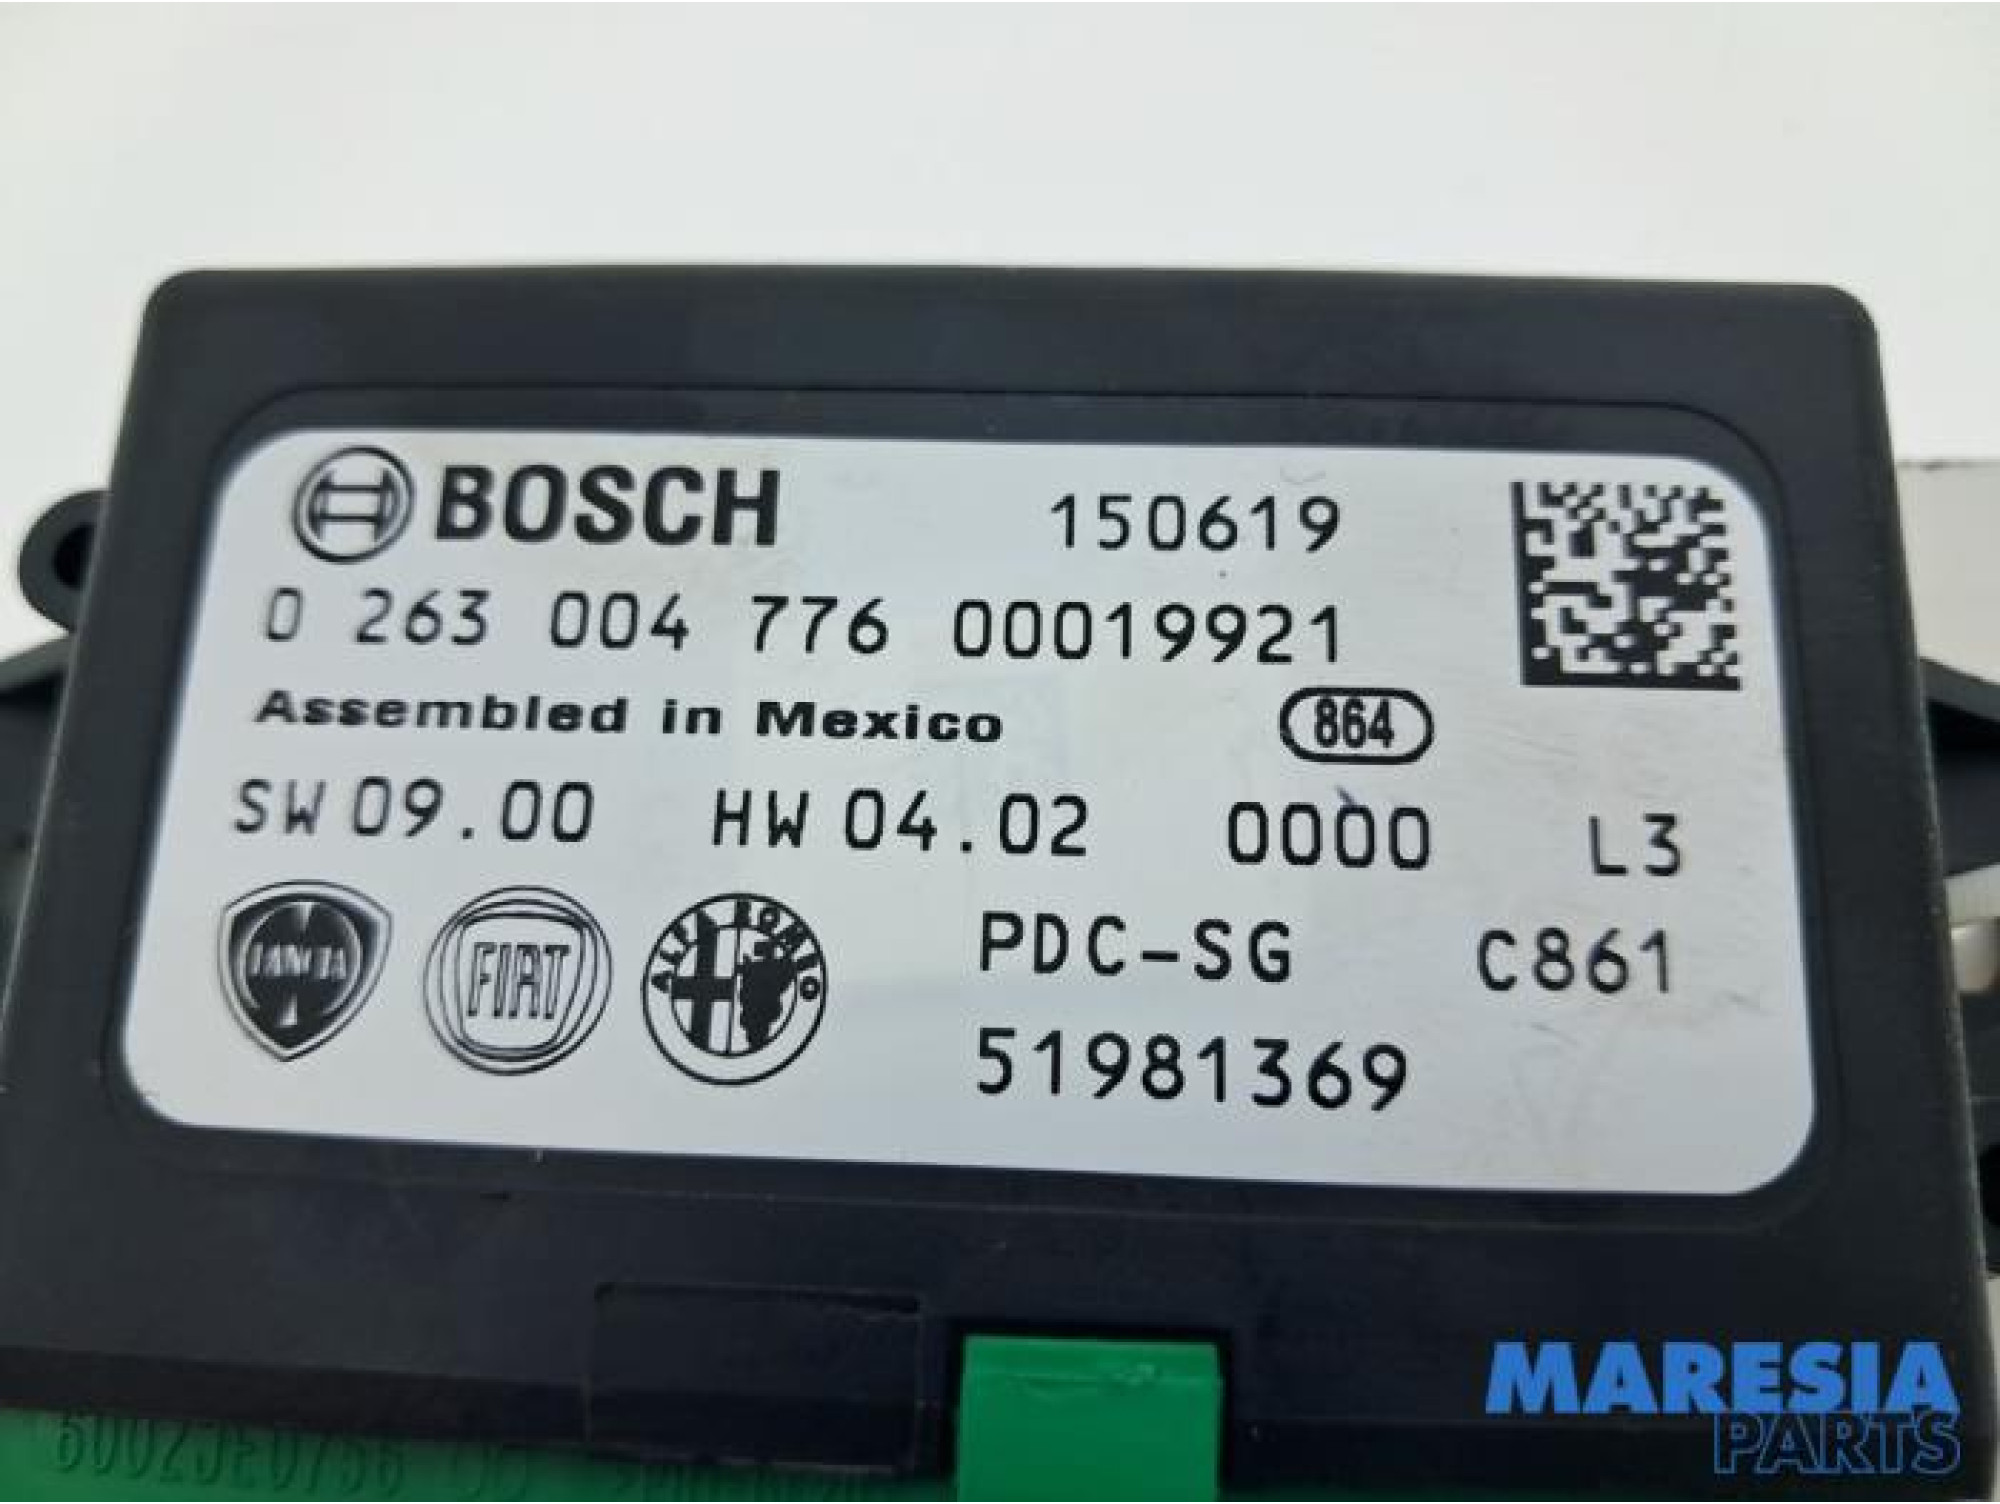 BOSCH 150619
0 263 004 776 00019921
Assembled in Mexico 864
SW 09.00 HW 04.02 0000 L3
LANCIA FIAT ALFA ROMEO PDC-SG C861
51981369
MARESIA
PARTS